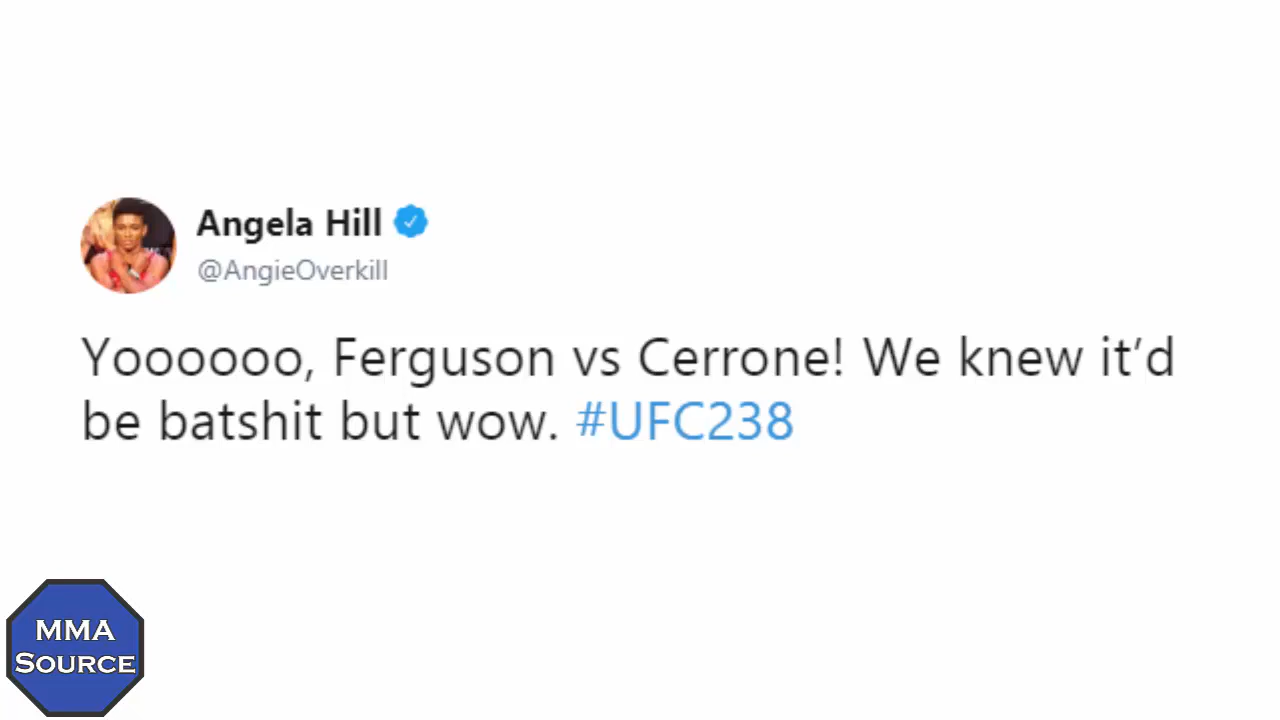 Angela Hill
@AngieOverkill
Yoooooo, Ferguson vs Cerrone! We knew it’d
be batshit but wow. #UFC238
MMA
SOURCE